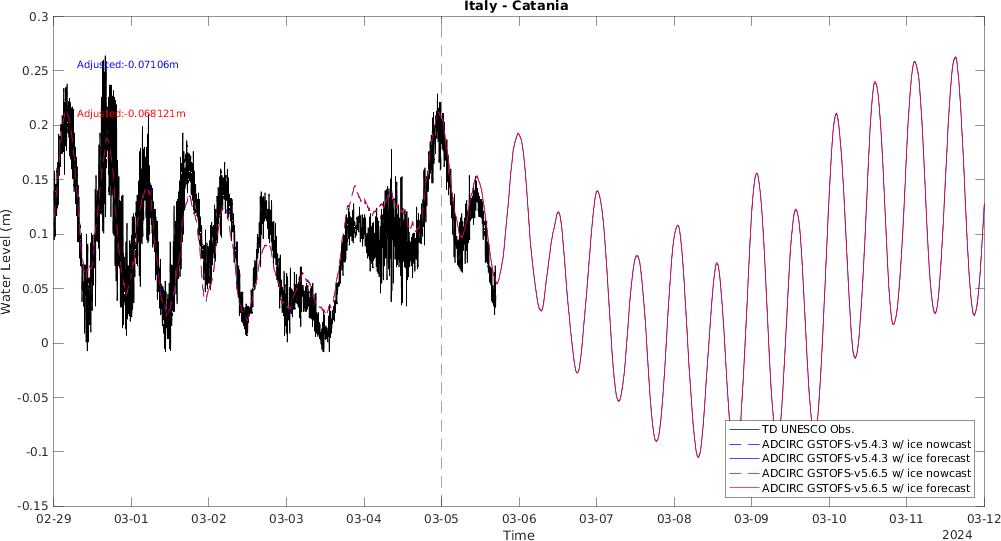 Italy - Catania
0.3
0.25
0.2
0.15
0.1
0.05
0
-0.05
-0.1
-0.15
Water Level (m)
Adjusted:-0.07106m
Adjusted:-0.068121m
TD UNESCO Obs.
ADCIRC GSTOFS-v5.4.3 w/ ice nowcast
ADCIRC GSTOFS-v5.4.3 w/ ice forecast
ADCIRC GSTOFS-v5.6.5 w/ ice nowcast
ADCIRC GSTOFS-v5.6.5 w/ ice forecast
02-29 03-01 03-02 03-03 03-04 03-05 03-06 03-07 03-08 03-09 03-10 03-11 03-12
Time
2024